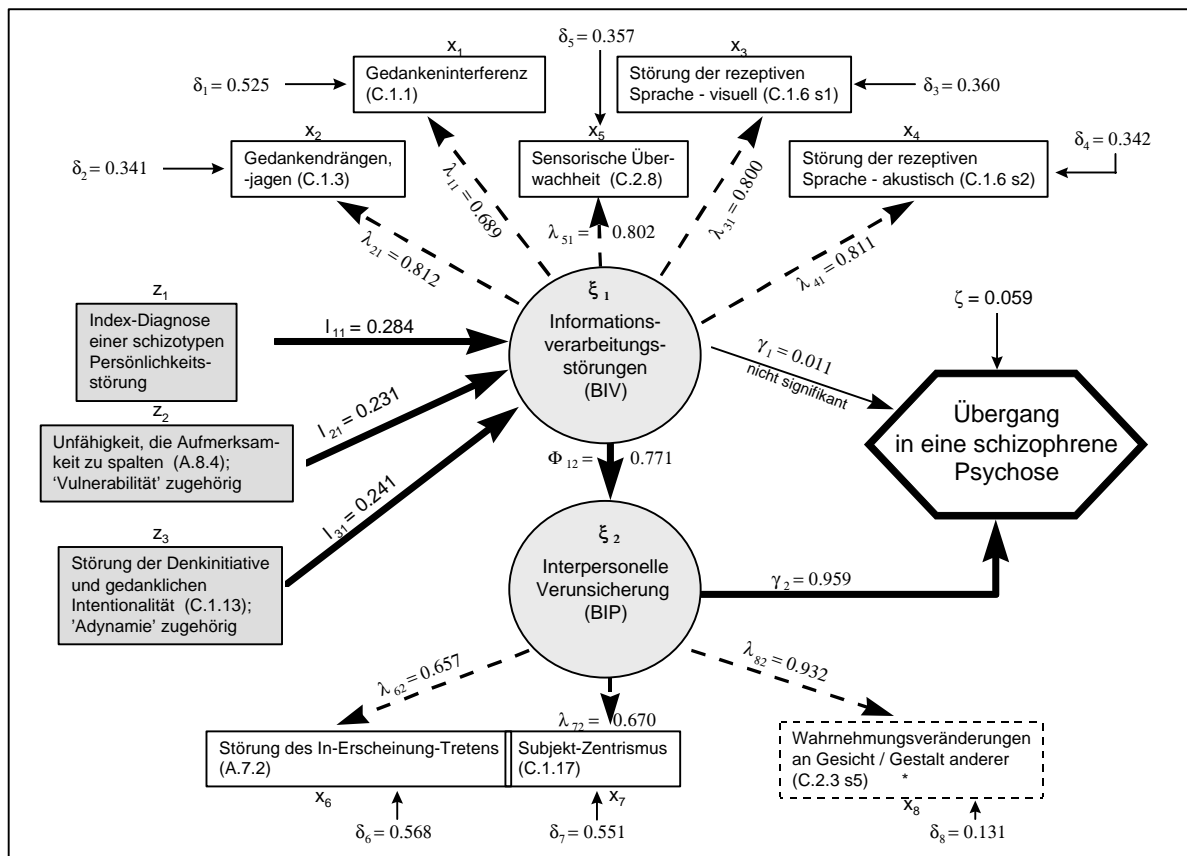 x₁
δ₁ = 0.525
Gedankeninterferenz
(C.1.1)
δ₅ = 0.357
x₃
Störung der rezeptiven
Sprache - visuell (C.1.6 s1)
δ₃ = 0.360
x₂
δ₂ = 0.341
Gedankendrängen,
-jagen (C.1.3)
x₅
Sensorische Über-
wachheit (C.2.8)
x₄
Störung der rezeptiven
Sprache - akustisch (C.1.6 s2)
δ₄ = 0.342
λ₂₁ = 0.812
λ₁₁ = 0.689
λ₅₁ = 0.802
λ₃₁ = 0.800
λ₄₁ = 0.811
z₁
Index-Diagnose
einer schizotypen
Persönlichkeits-
störung
l₁₁ = 0.284
z₂
Unfähigkeit, die Aufmerksam-
keit zu spalten (A.8.4);
‘Vulnerabilität’ zugehörig
l₂₁ = 0.231
z₃
Störung der Denkinitiative
und gedanklichen
Intentionalität (C.1.13);
’Adynamie’ zugehörig
l₃₁ = 0.241
ξ₁
Informations-
verarbeitungs-
störungen
(BIV)
γ₁ = 0.011
nicht signifikant
ζ = 0.059
Übergang
in eine schizophrene
Psychose
Φ₁₂ = 0.771
ξ₂
Interpersonelle
Verunsicherung
(BIP)
γ₂ = 0.959
λ₆₂ = 0.657
λ₇₂ = 0.670
λ₈₂ = 0.932
Störung des In-Erscheinung-Tretens
(A.7.2)
x₆
δ₆ = 0.568
Subjekt-Zentrismus
(C.1.17)
x₇
δ₇ = 0.551
Wahrnehmungsveränderungen
an Gesicht / Gestalt anderer
(C.2.3 s5) *
x₈
δ₈ = 0.131